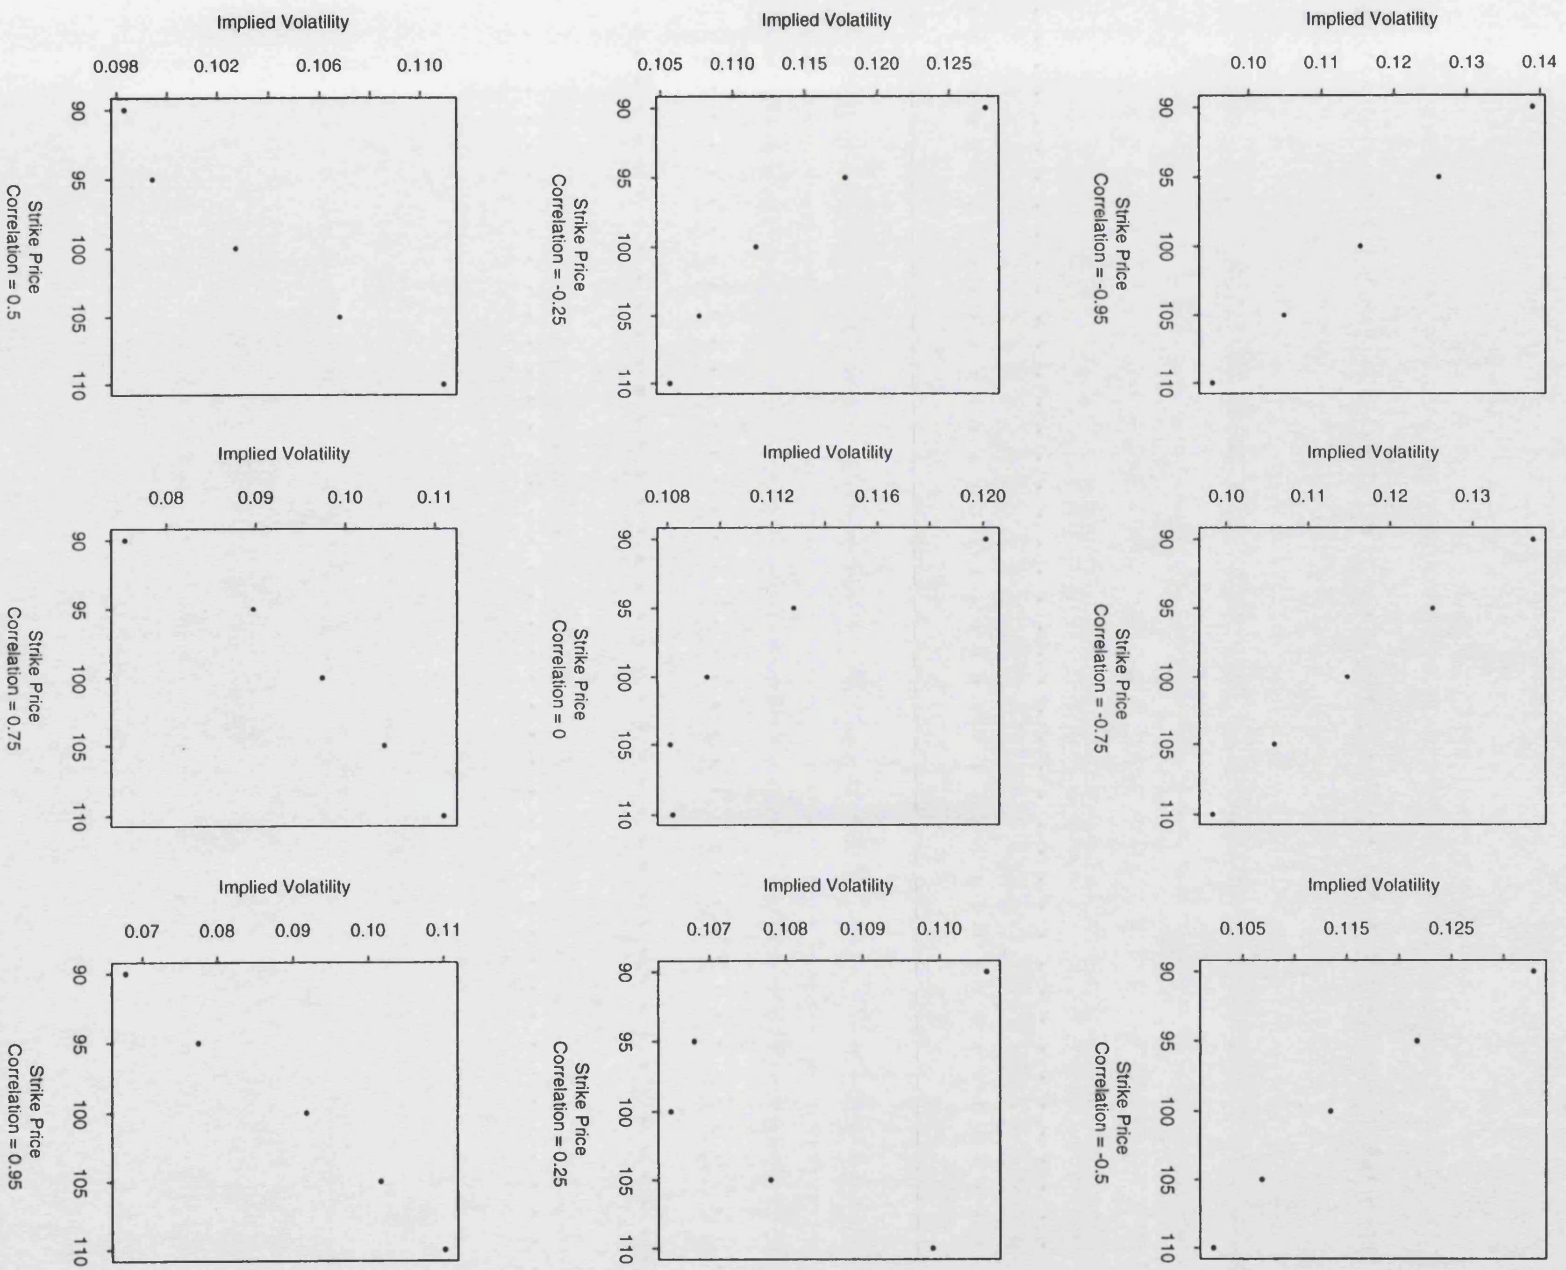 Implied Volatility
0.10 0.11 0.12 0.13 0.14
90 95 100 105 110
Strike Price
Correlation = -0.95
Implied Volatility
0.10 0.11 0.12 0.13
90 95 100 105 110
Strike Price
Correlation = -0.75
Implied Volatility
0.105 0.115 0.125
90 95 100 105 110
Strike Price
Correlation = -0.5
Implied Volatility
0.105 0.110 0.115 0.120 0.125
90 95 100 105 110
Strike Price
Correlation = -0.25
Implied Volatility
0.108 0.112 0.116 0.120
90 95 100 105 110
Strike Price
Correlation = 0
Implied Volatility
0.107 0.108 0.109 0.110
90 95 100 105 110
Strike Price
Correlation = 0.25
Implied Volatility
0.098 0.102 0.106 0.110
90 95 100 105 110
Strike Price
Correlation = 0.5
Implied Volatility
0.08 0.09 0.10 0.11
90 95 100 105 110
Strike Price
Correlation = 0.75
Implied Volatility
0.07 0.08 0.09 0.10 0.11
90 95 100 105 110
Strike Price
Correlation = 0.95